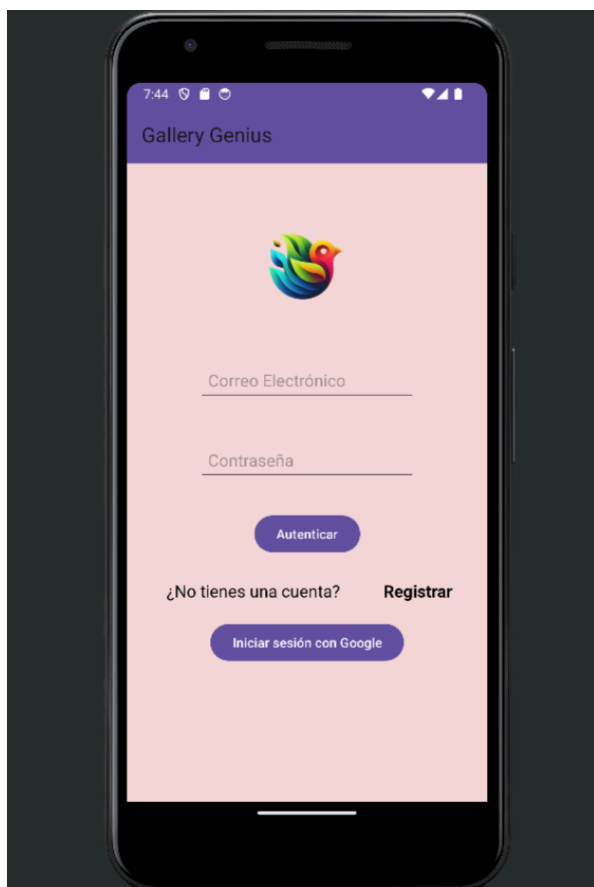 7:44
Gallery Genius
Correo Electrónico
Contraseña
Autenticar
¿No tienes una cuenta? Registrar
Iniciar sesión con Google